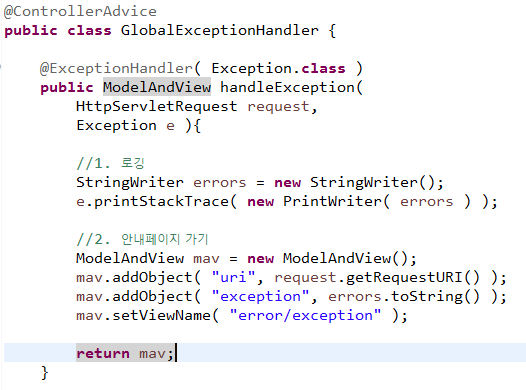 @ControllerAdvice
public class GlobalExceptionHandler {
@ExceptionHandler( Exception.class )
public ModelAndView handleException(
HttpServletRequest request,
Exception e ){
//1. 로깅
StringWriter errors = new StringWriter();
e.printStackTrace( new PrintWriter( errors ) );
//2. 안내페이지 가기
ModelAndView mav = new ModelAndView();
mav.addObject( "uri", request.getRequestURI() );
mav.addObject( "exception", errors.toString() );
mav.setViewName( "error/exception" );
return mav;
}